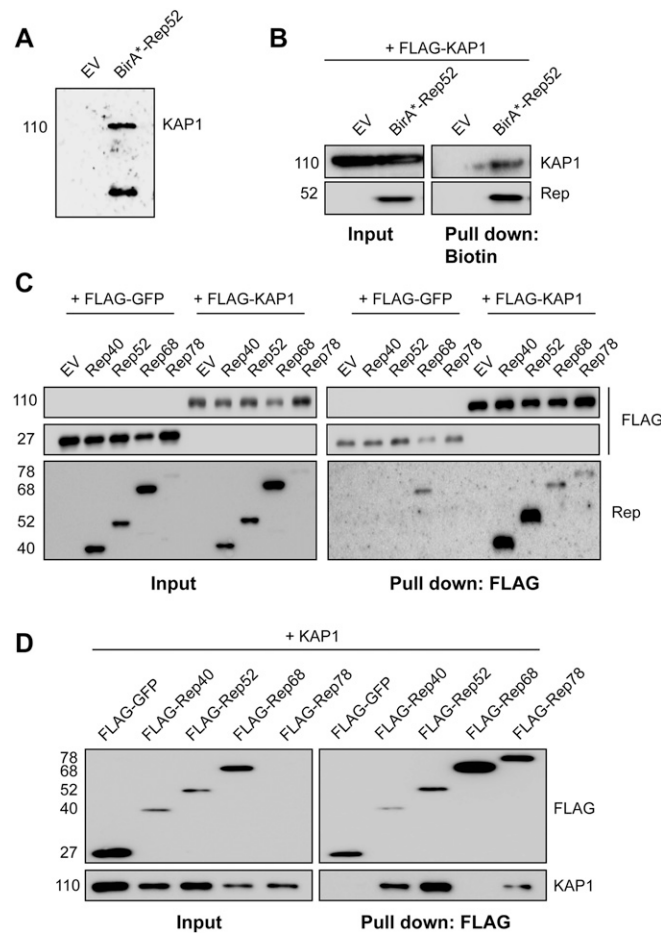 A
EV
BirA*-Rep52
110
KAP1
B
+ FLAG-KAP1
EV
BirA*-Rep52
EV
BirA*-Rep52
110
KAP1
52
Rep
Input
Pull down:
Biotin
C
+ FLAG-GFP
+ FLAG-KAP1
+ FLAG-GFP
+ FLAG-KAP1
EV
Rep40
Rep52
Rep68
Rep78
EV
Rep40
Rep52
Rep68
Rep78
EV
Rep40
Rep52
Rep68
Rep78
EV
Rep40
Rep52
Rep68
Rep78
110
27
FLAG
78
68
52
40
Rep
Input
Pull down: FLAG
D
+ KAP1
FLAG-GFP
FLAG-Rep40
FLAG-Rep52
FLAG-Rep68
FLAG-Rep78
FLAG-GFP
FLAG-Rep40
FLAG-Rep52
FLAG-Rep68
FLAG-Rep78
78
68
52
40
27
FLAG
110
KAP1
Input
Pull down: FLAG